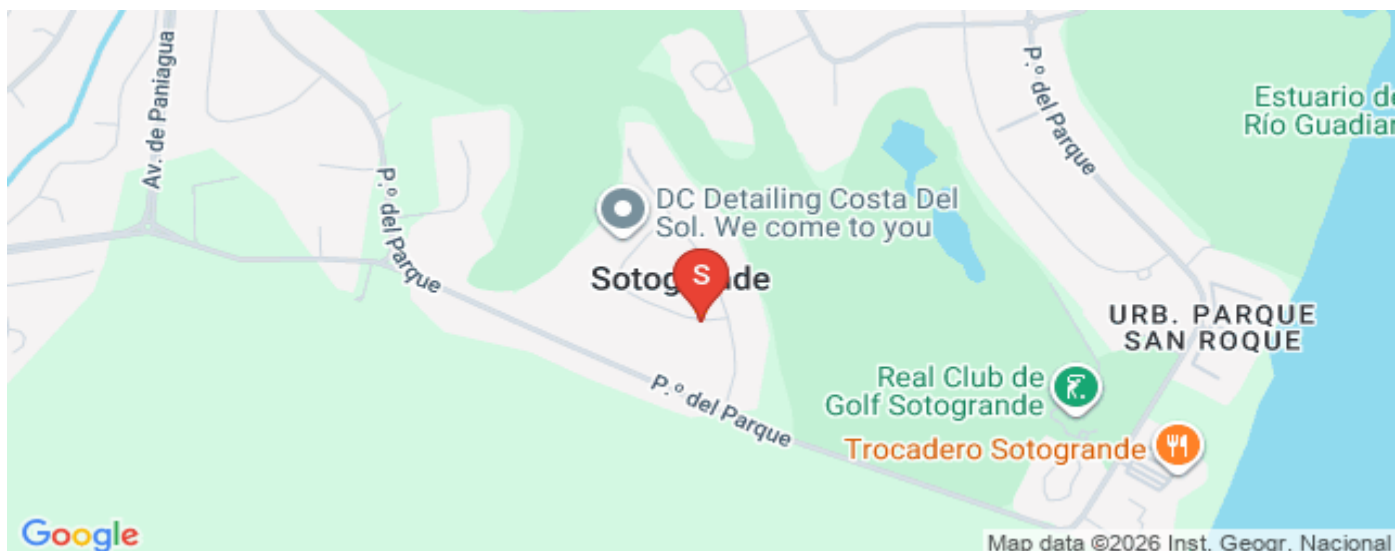 Av. de Paniagua
P.º del Parque
P.º del Parque
Estuario de
Río Guadiar
DC Detailing Costa Del
Sol. We come to you
S
URB. PARQUE
SAN ROQUE
Real Club de
Golf Sotogrande
P.º del Parque
Trocadero Sotogrande
Google
Map data ©2026 Inst. Geogr. Nacional